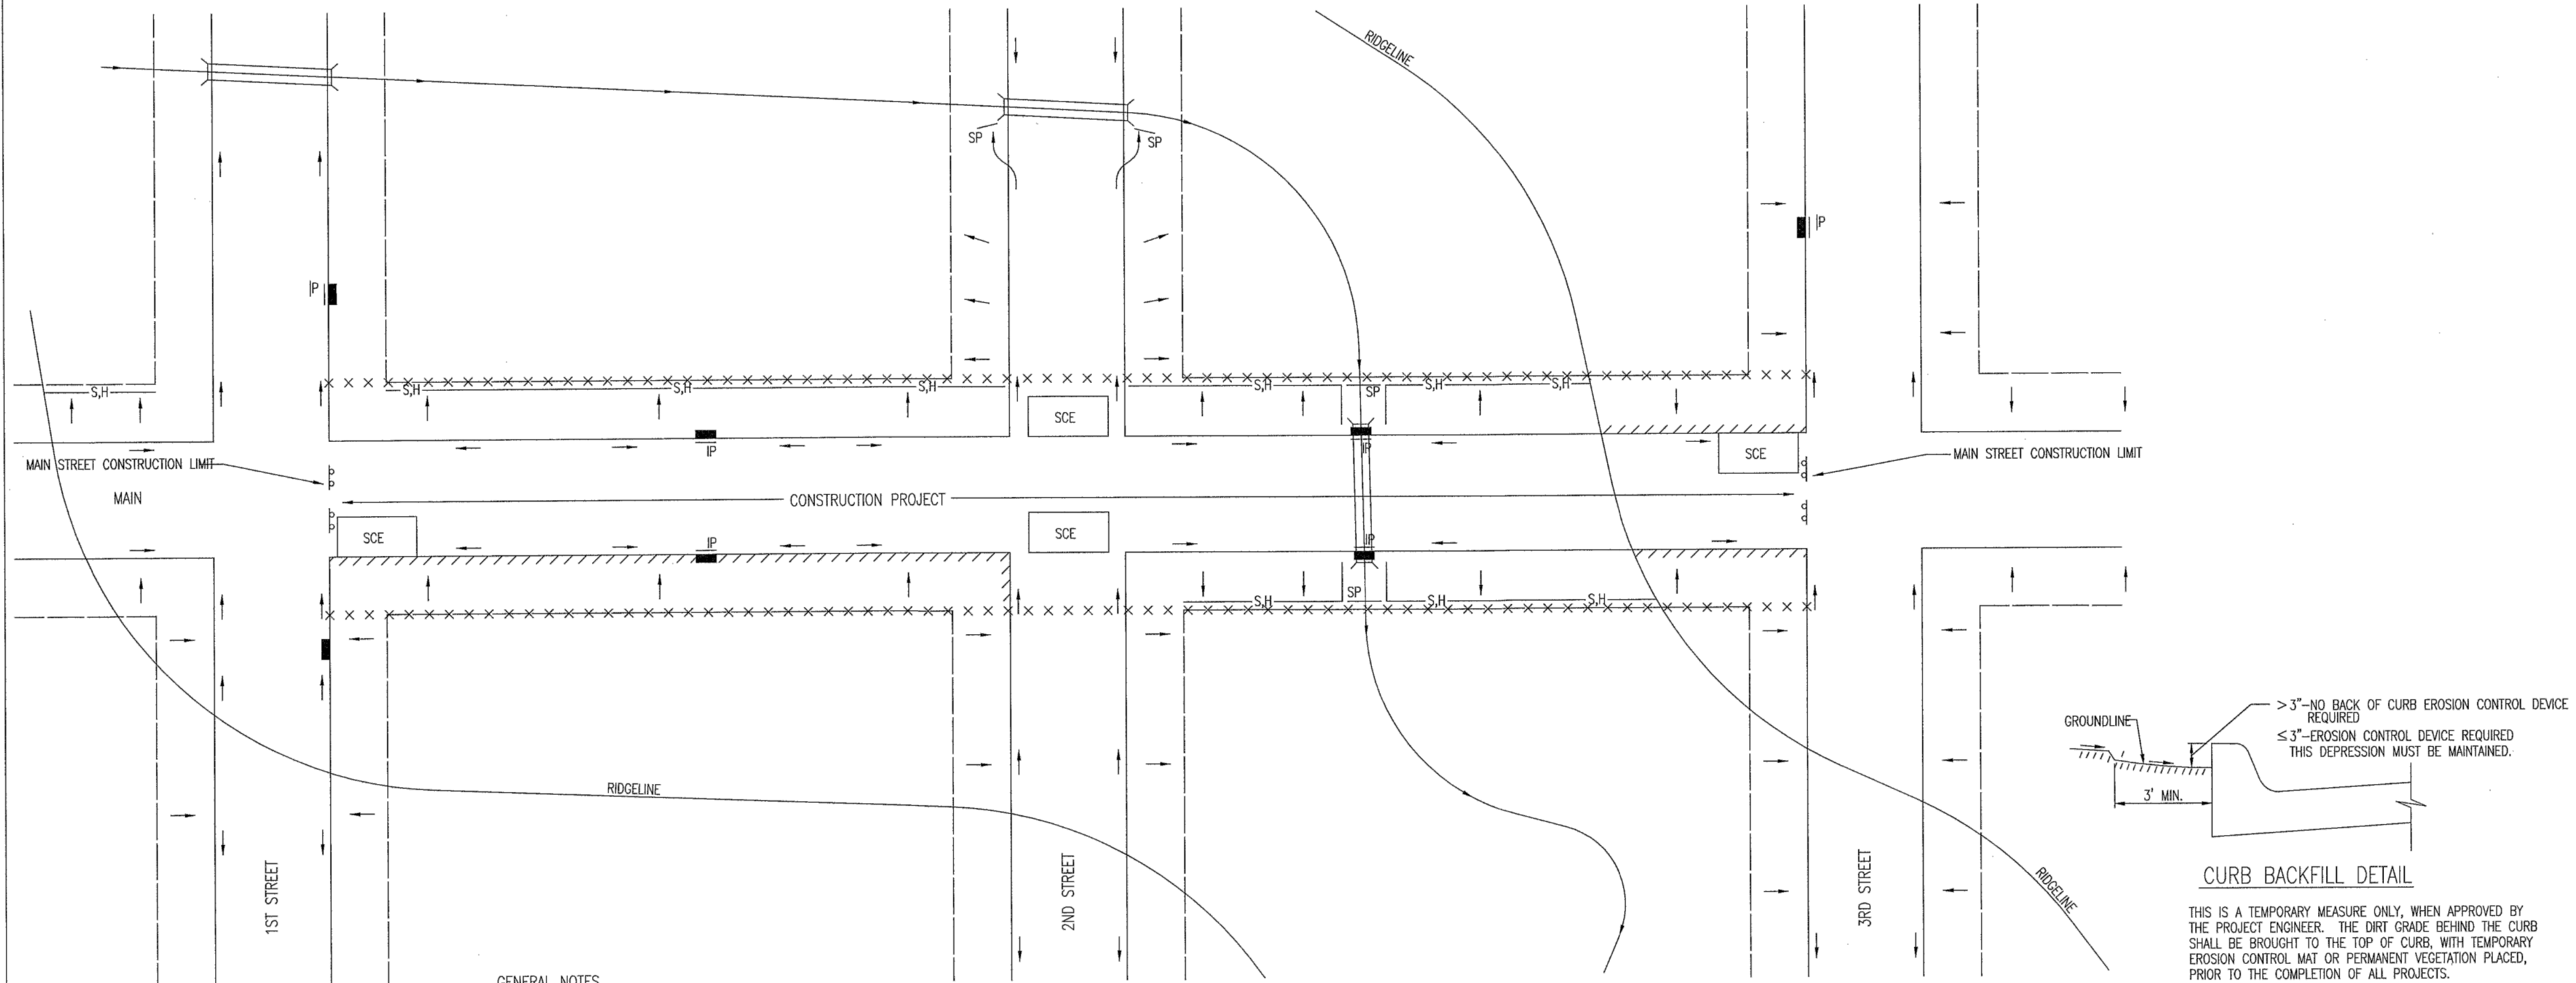 RIDGELINE
SP
SP
IP
IP
S,H
S,H
S,H
S,H
S,H
SP
S,H
S,H
SCE
IP
IP
SCE
MAIN STREET CONSTRUCTION LIMIT
MAIN STREET CONSTRUCTION LIMIT
MAIN
CONSTRUCTION PROJECT
SCE
SCE
IP
IP
S,H
SP
S,H
S,H
RIDGELINE
1ST STREET
2ND STREET
3RD STREET
RIDGELINE
GROUNDLINE
>3"-NO BACK OF CURB EROSION CONTROL DEVICE
REQUIRED
≤3"-EROSION CONTROL DEVICE REQUIRED
THIS DEPRESSION MUST BE MAINTAINED.
3' MIN.
CURB BACKFILL DETAIL
THIS IS A TEMPORARY MEASURE ONLY, WHEN APPROVED BY
THE PROJECT ENGINEER. THE DIRT GRADE BEHIND THE CURB
SHALL BE BROUGHT TO THE TOP OF CURB, WITH TEMPORARY
EROSION CONTROL MAT OR PERMANENT VEGETATION PLACED,
PRIOR TO THE COMPLETION OF ALL PROJECTS.
GENERAL NOTES